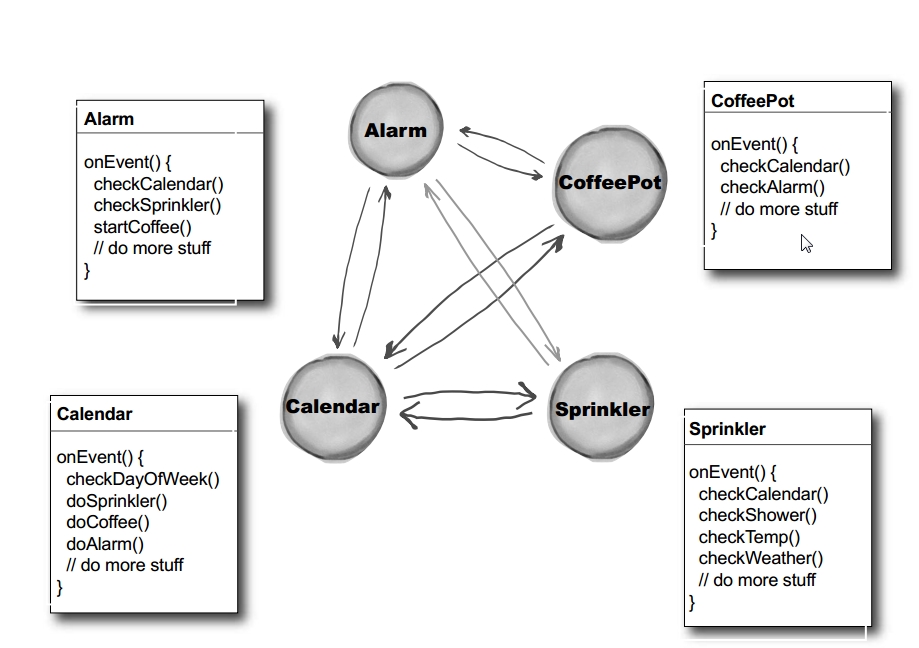 Alarm
onEvent() {
checkCalendar()
checkSprinkler()
startCoffee()
// do more stuff
}
Alarm
CoffeePot
CoffeePot
onEvent() {
checkCalendar()
checkAlarm()
// do more stuff
}
Calendar
Sprinkler
Calendar
onEvent() {
checkDayOfWeek()
doSprinkler()
doCoffee()
doAlarm()
// do more stuff
}
Sprinkler
onEvent() {
checkCalendar()
checkShower()
checkTemp()
checkWeather()
// do more stuff
}